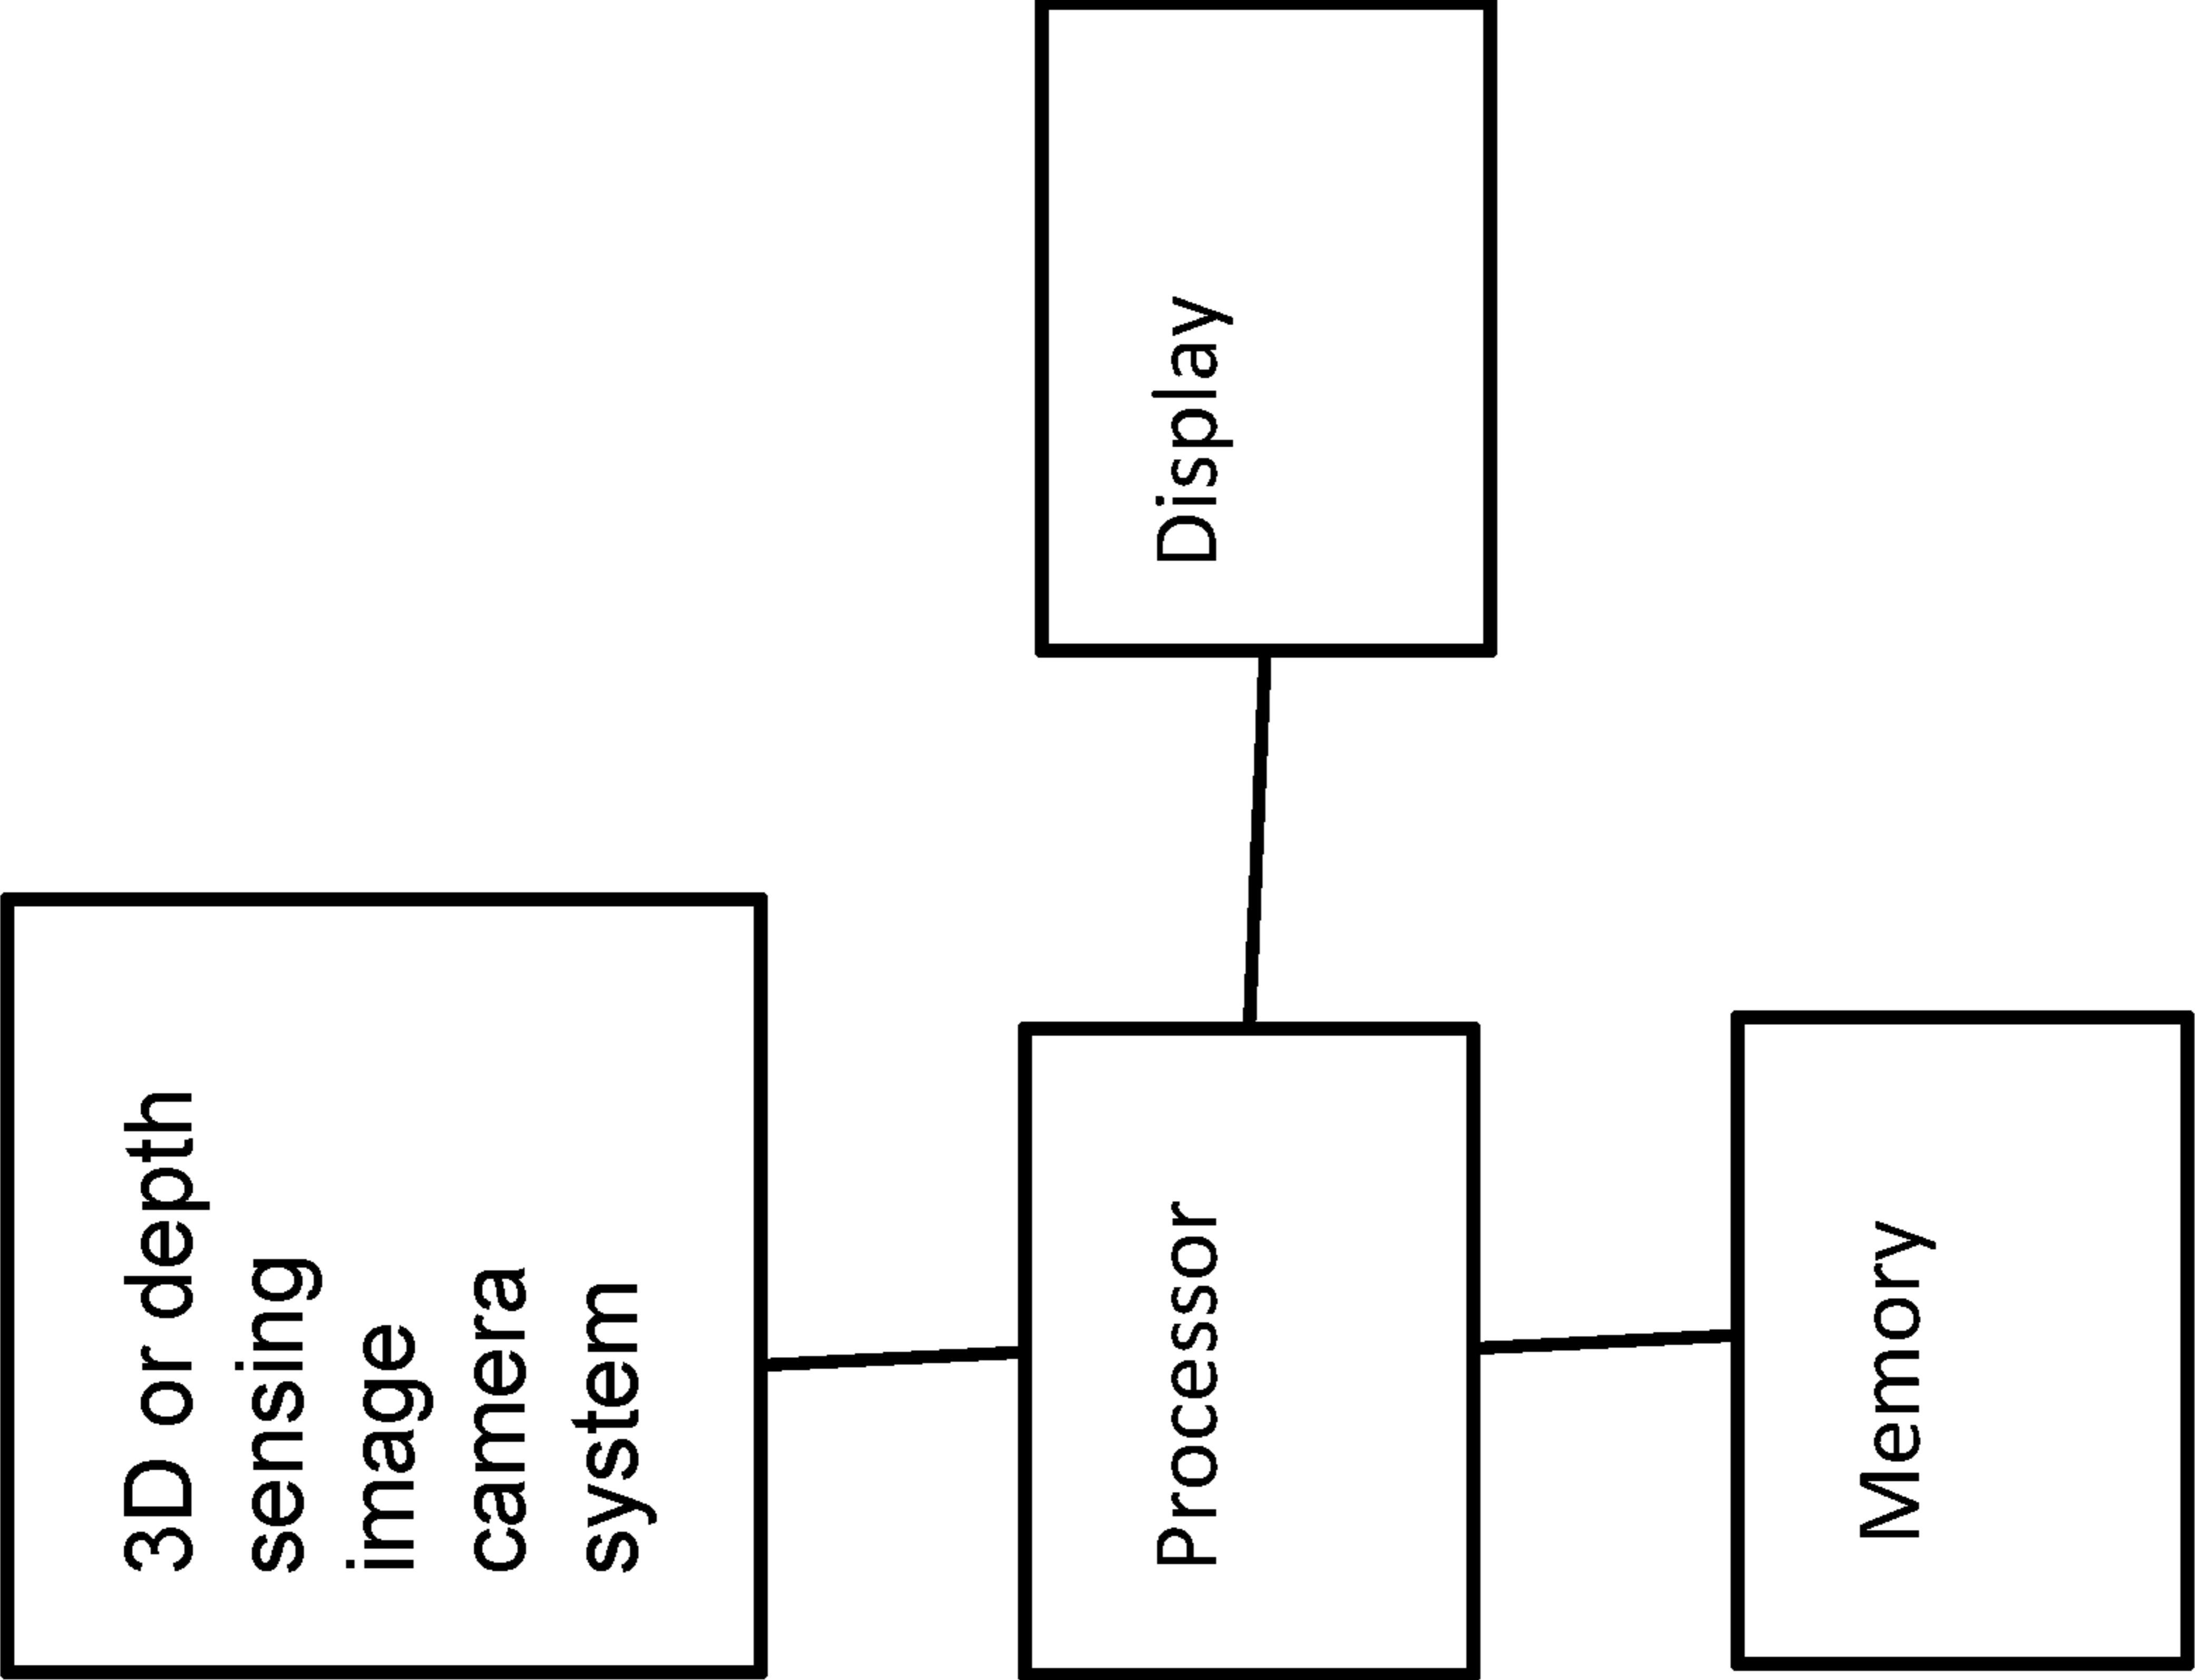 3D or depth
sensing
image
camera
system
Processor
Display
Memory